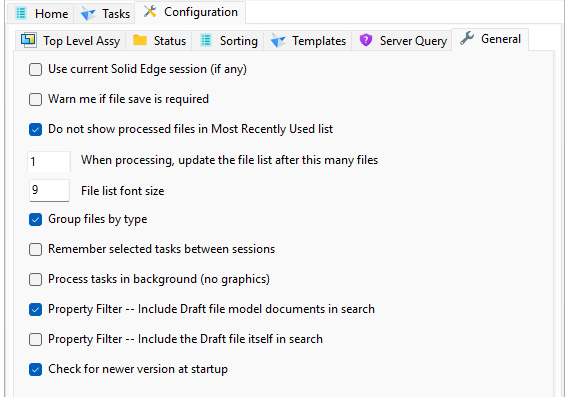 Home Tasks Configuration
Top Level Assy Status Sorting Templates Server Query General
Use current Solid Edge session (if any)
Warn me if file save is required
Do not show processed files in Most Recently Used list
1 When processing, update the file list after this many files
9 File list font size
Group files by type
Remember selected tasks between sessions
Process tasks in background (no graphics)
Property Filter -- Include Draft file model documents in search
Property Filter -- Include the Draft file itself in search
Check for newer version at startup